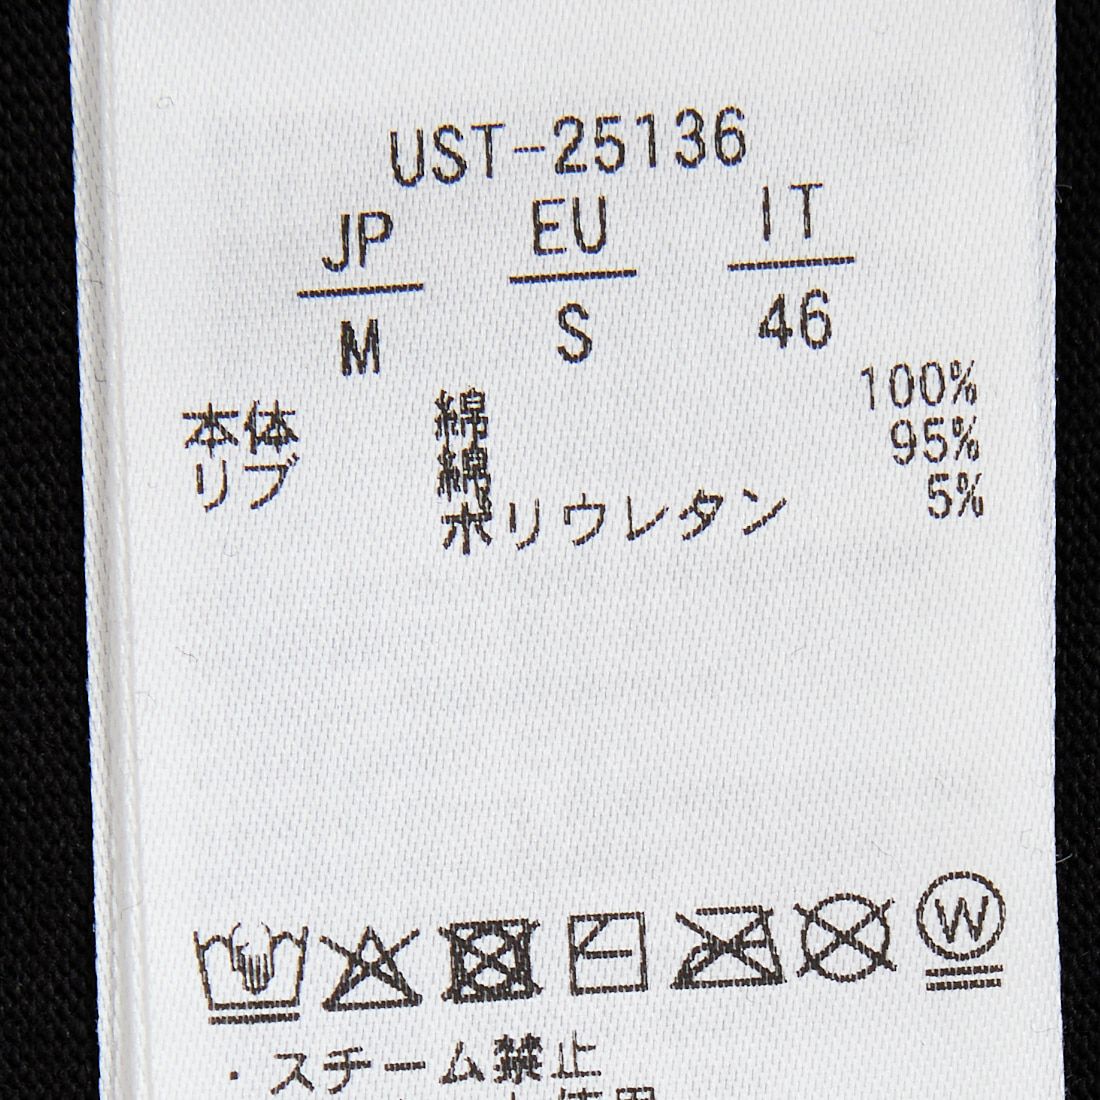 UST-25136
JP EU IT
M S 46
本体 綿 100%
リブ 綿 95%
ポリウレタン 5%
W
・スチーム禁止